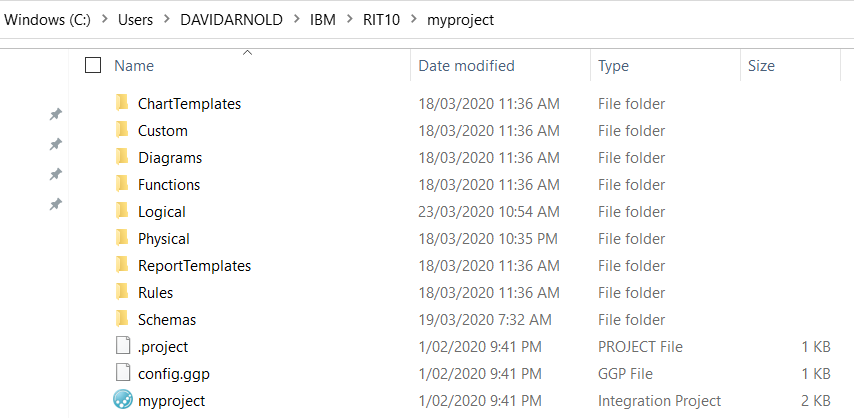 Windows (C:) > Users > DAVIDARNOLD > IBM > RIT10 > myproject
Name Date modified Type Size
ChartTemplates 18/03/2020 11:36 AM File folder
Custom 18/03/2020 11:36 AM File folder
Diagrams 18/03/2020 11:36 AM File folder
Functions 18/03/2020 11:36 AM File folder
Logical 23/03/2020 10:54 AM File folder
Physical 18/03/2020 10:35 PM File folder
ReportTemplates 18/03/2020 11:36 AM File folder
Rules 18/03/2020 11:36 AM File folder
Schemas 19/03/2020 7:32 AM File folder
.project 1/02/2020 9:41 PM PROJECT File 1 KB
config.ggp 1/02/2020 9:41 PM GGP File 1 KB
myproject 1/02/2020 9:41 PM Integration Project 2 KB